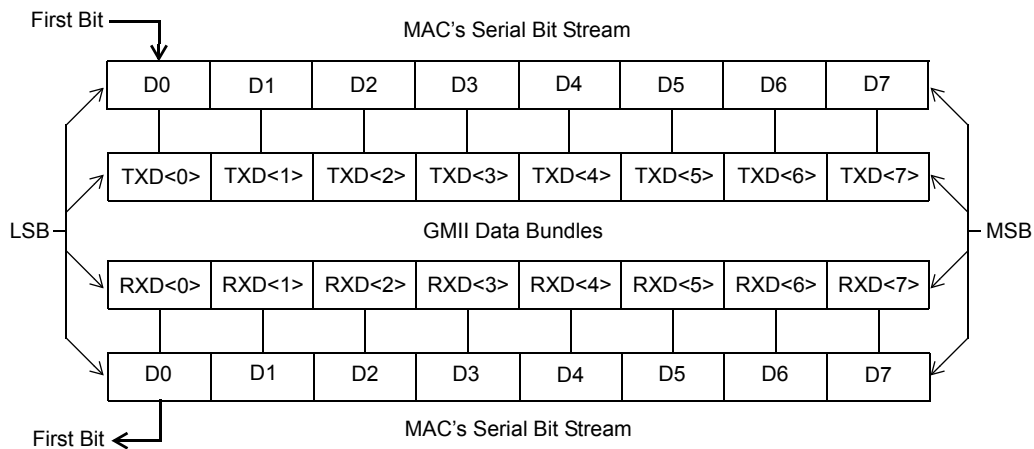 First Bit
MAC's Serial Bit Stream
D0 D1 D2 D3 D4 D5 D6 D7
TXD<0> TXD<1> TXD<2> TXD<3> TXD<4> TXD<5> TXD<6> TXD<7>
LSB GMII Data Bundles MSB
RXD<0> RXD<1> RXD<2> RXD<3> RXD<4> RXD<5> RXD<6> RXD<7>
D0 D1 D2 D3 D4 D5 D6 D7
MAC's Serial Bit Stream
First Bit